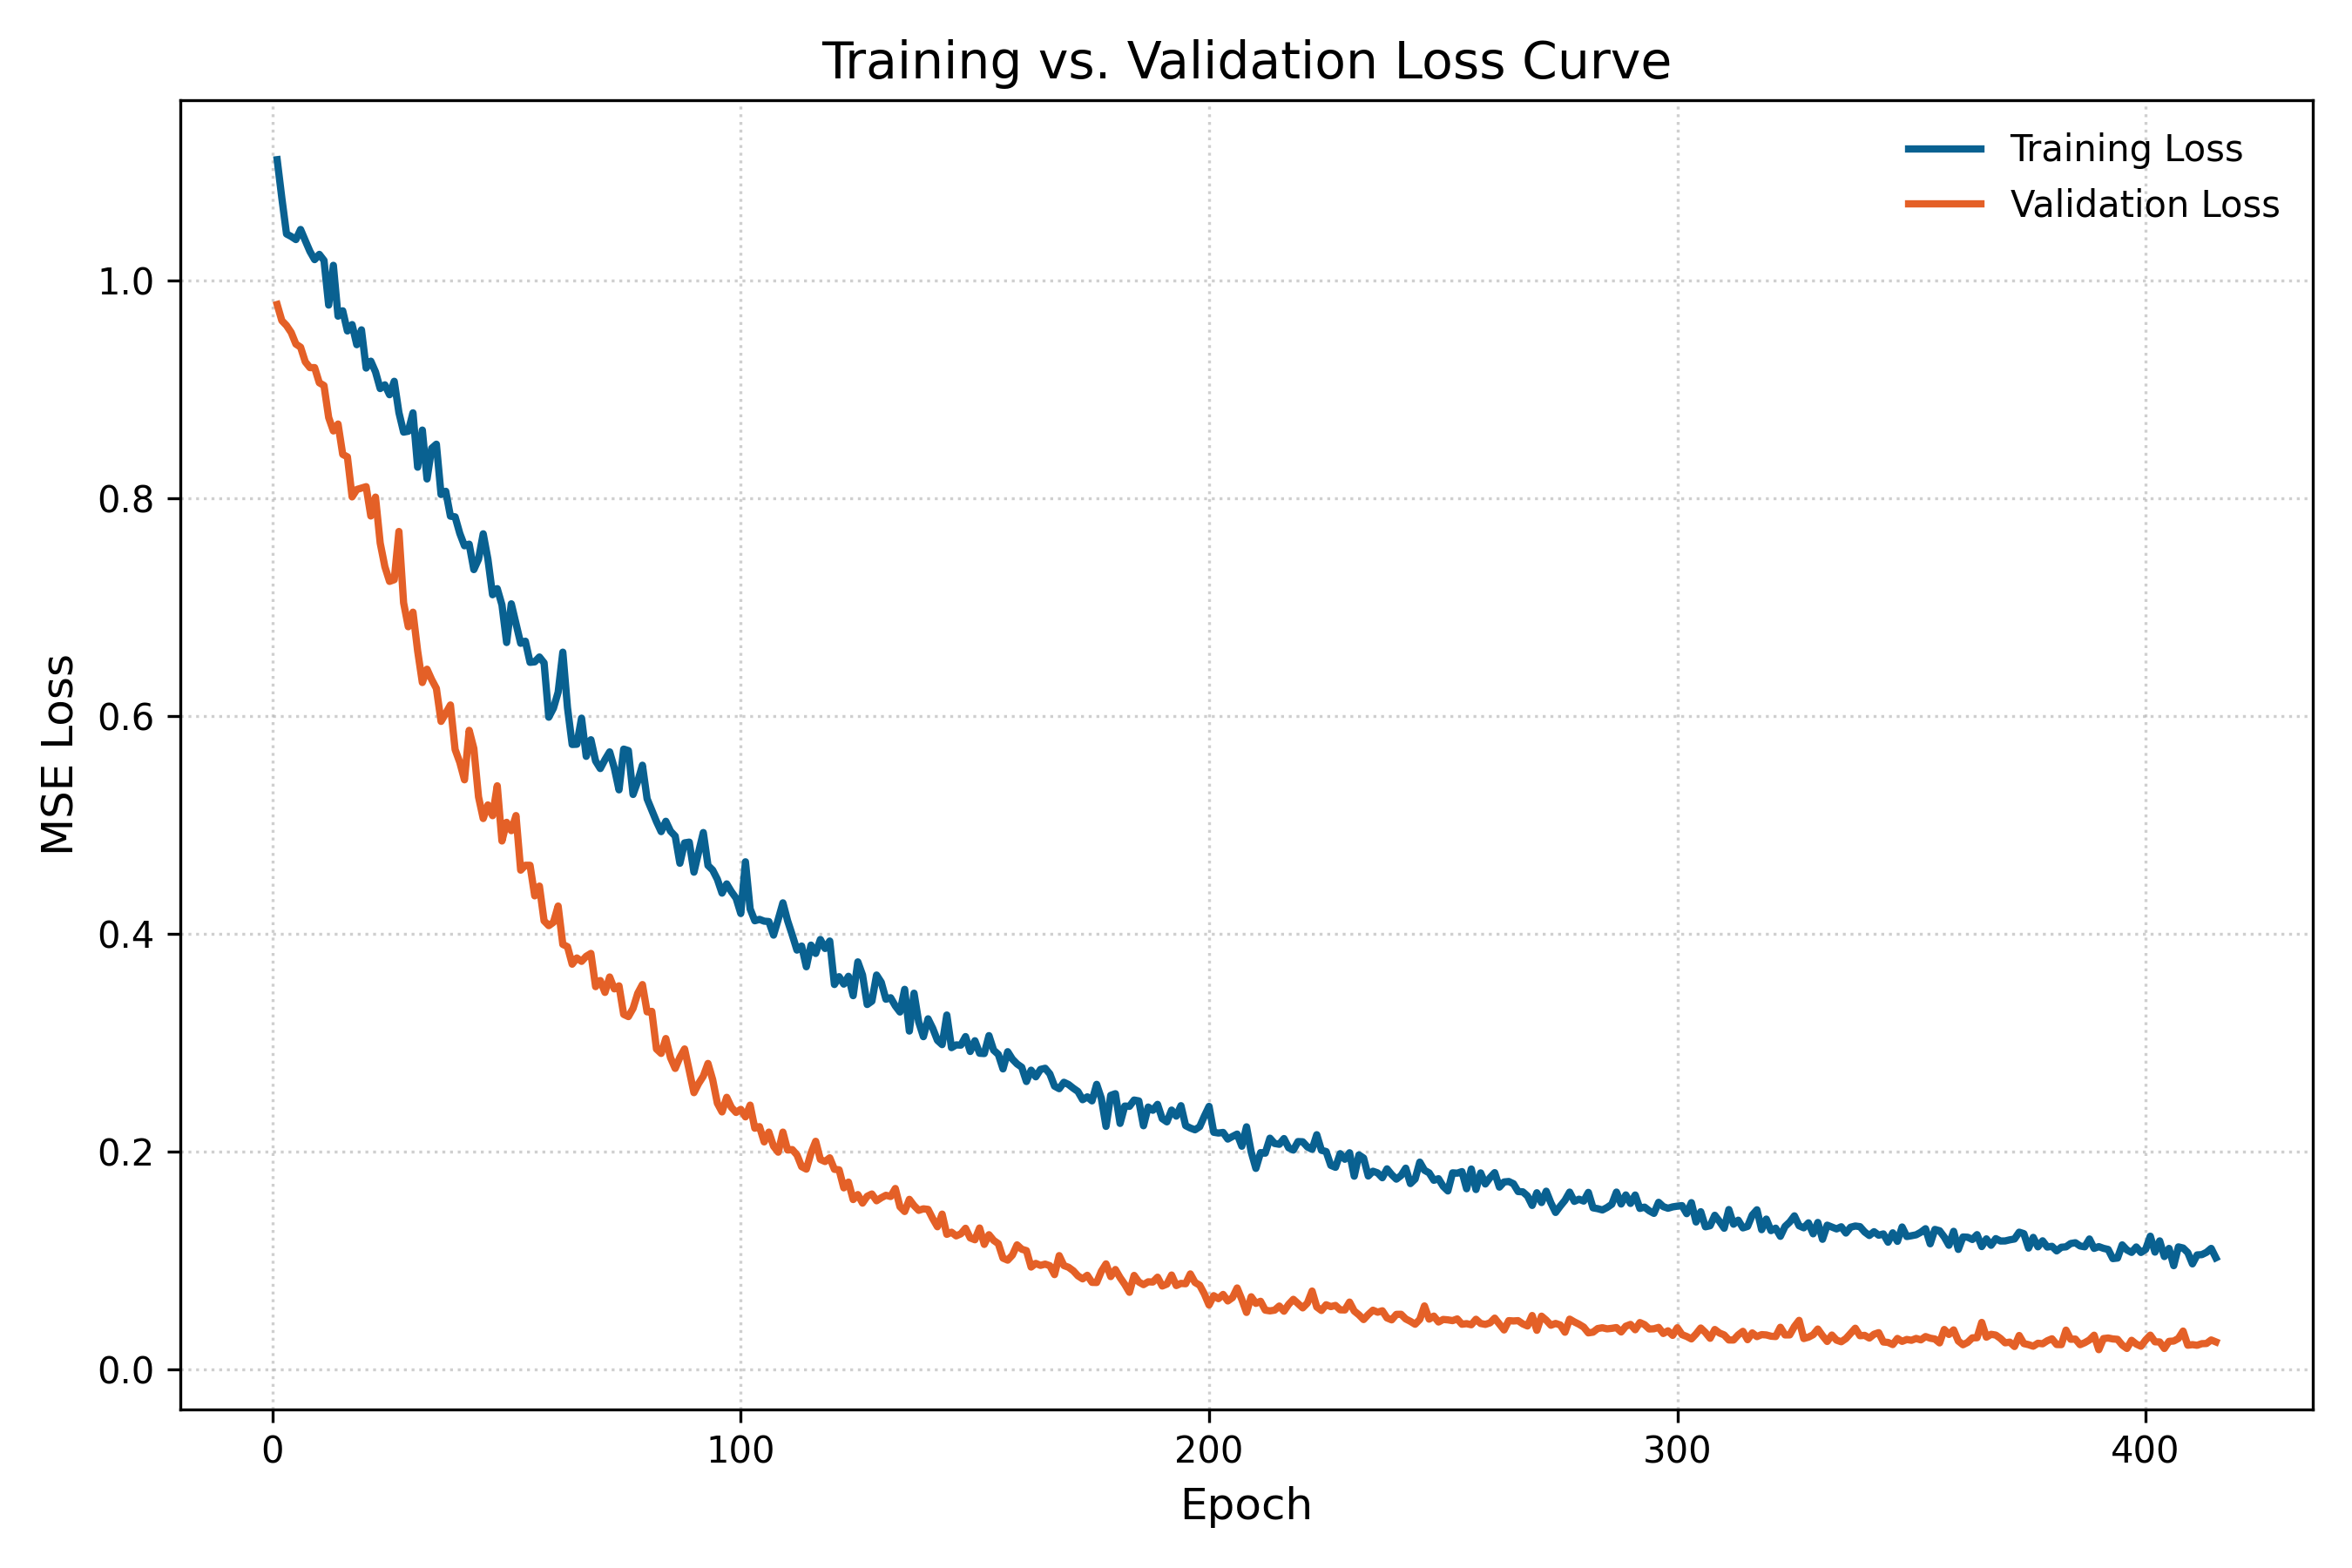 Training vs. Validation Loss Curve
Training Loss
Validation Loss
MSE Loss
1.0
0.8
0.6
0.4
0.2
0.0
0 100 200 300 400
Epoch